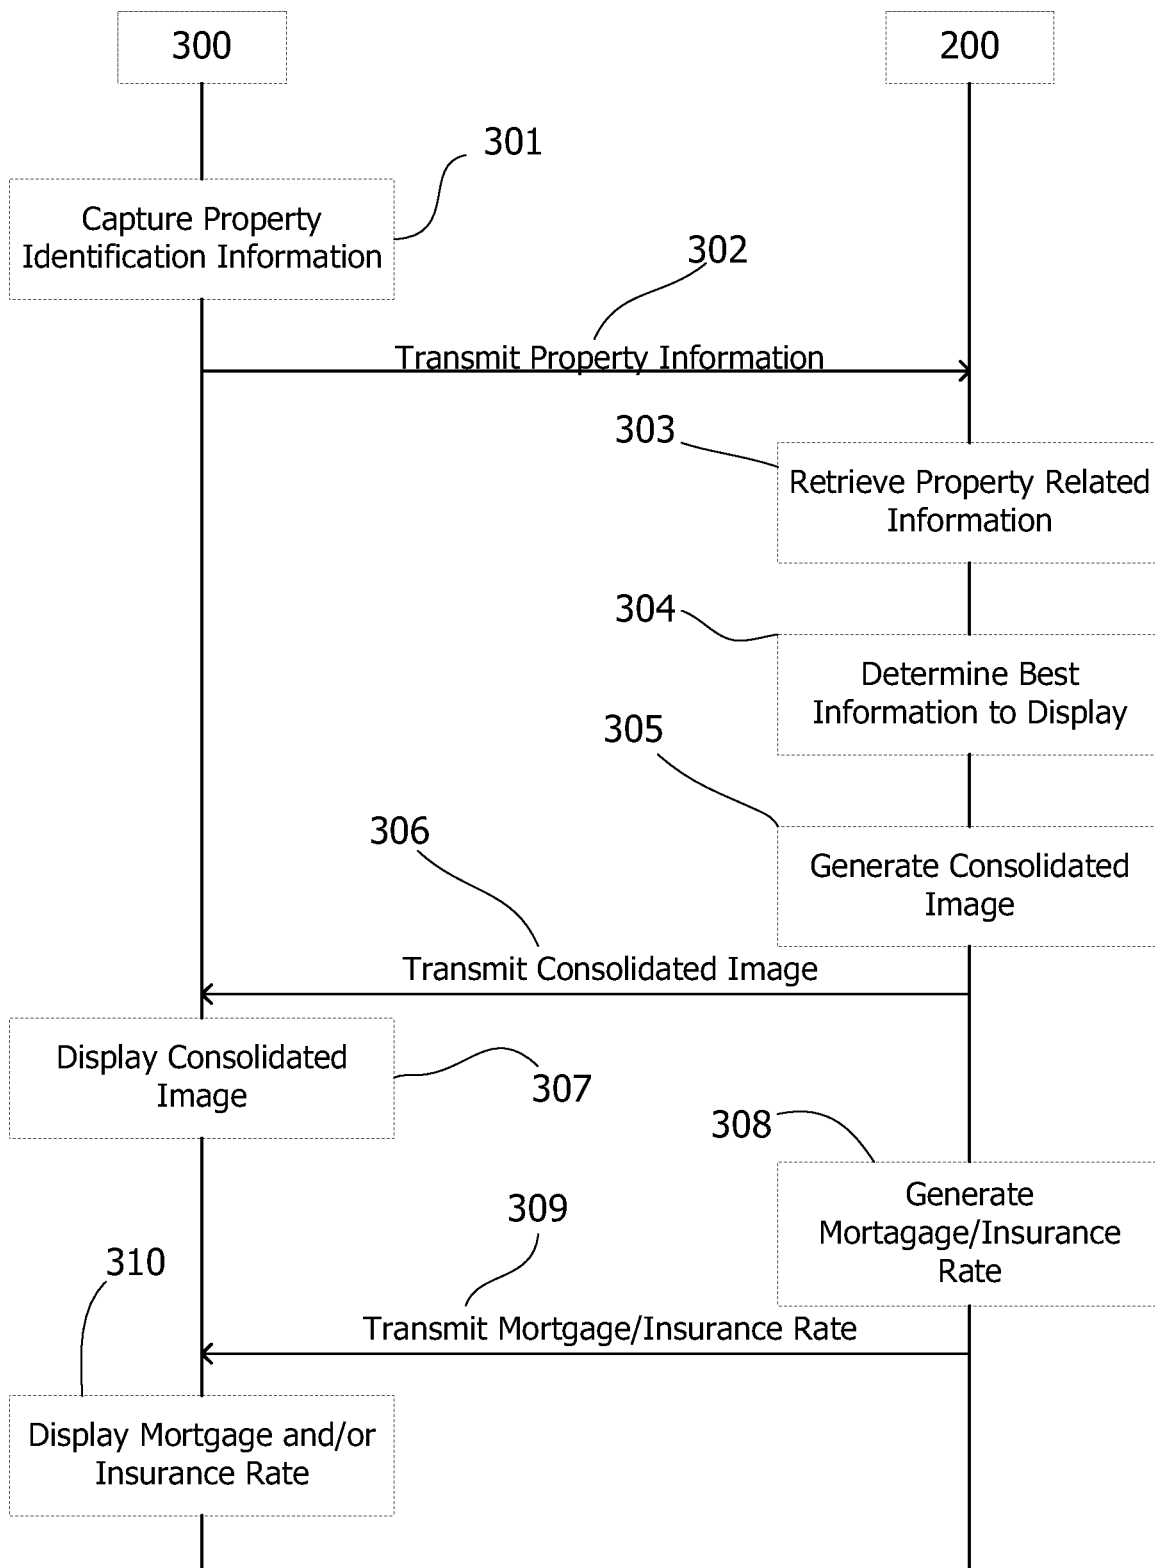 300
200
301
Capture Property
Identification Information
302
Transmit Property Information
303
Retrieve Property Related
Information
304
Determine Best
Information to Display
305
306
Generate Consolidated
Image
Transmit Consolidated Image
Display Consolidated
Image
307
308
Generate
Mortagage/Insurance
Rate
309
310
Transmit Mortgage/Insurance Rate
Display Mortgage and/or
Insurance Rate